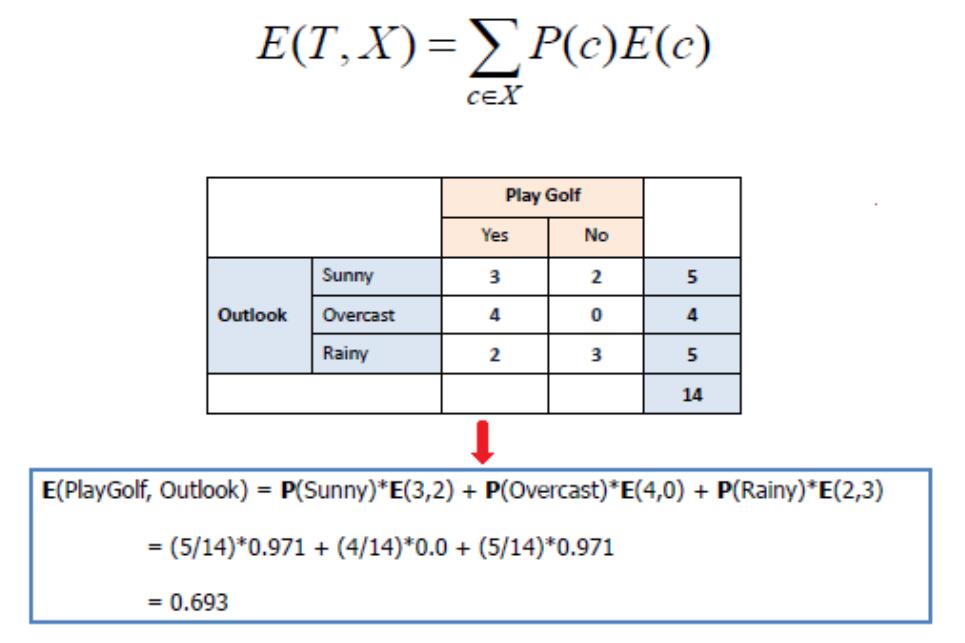 E(T, X) = ∑ P(c)E(c)
c∈X
Play Golf
Yes No
Sunny 3 2 5
Outlook Overcast 4 0 4
Rainy 2 3 5
14
E(PlayGolf, Outlook) = P(Sunny)*E(3,2) + P(Overcast)*E(4,0) + P(Rainy)*E(2,3)
= (5/14)*0.971 + (4/14)*0.0 + (5/14)*0.971
= 0.693